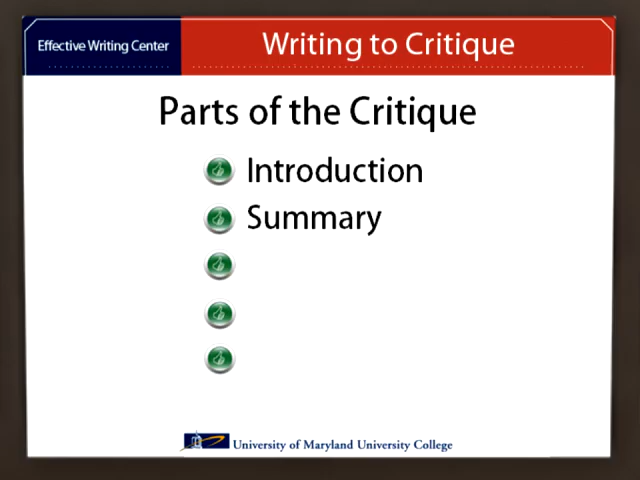 Effective Writing Center
Writing to Critique
Parts of the Critique
Introduction
Summary
University of Maryland University College